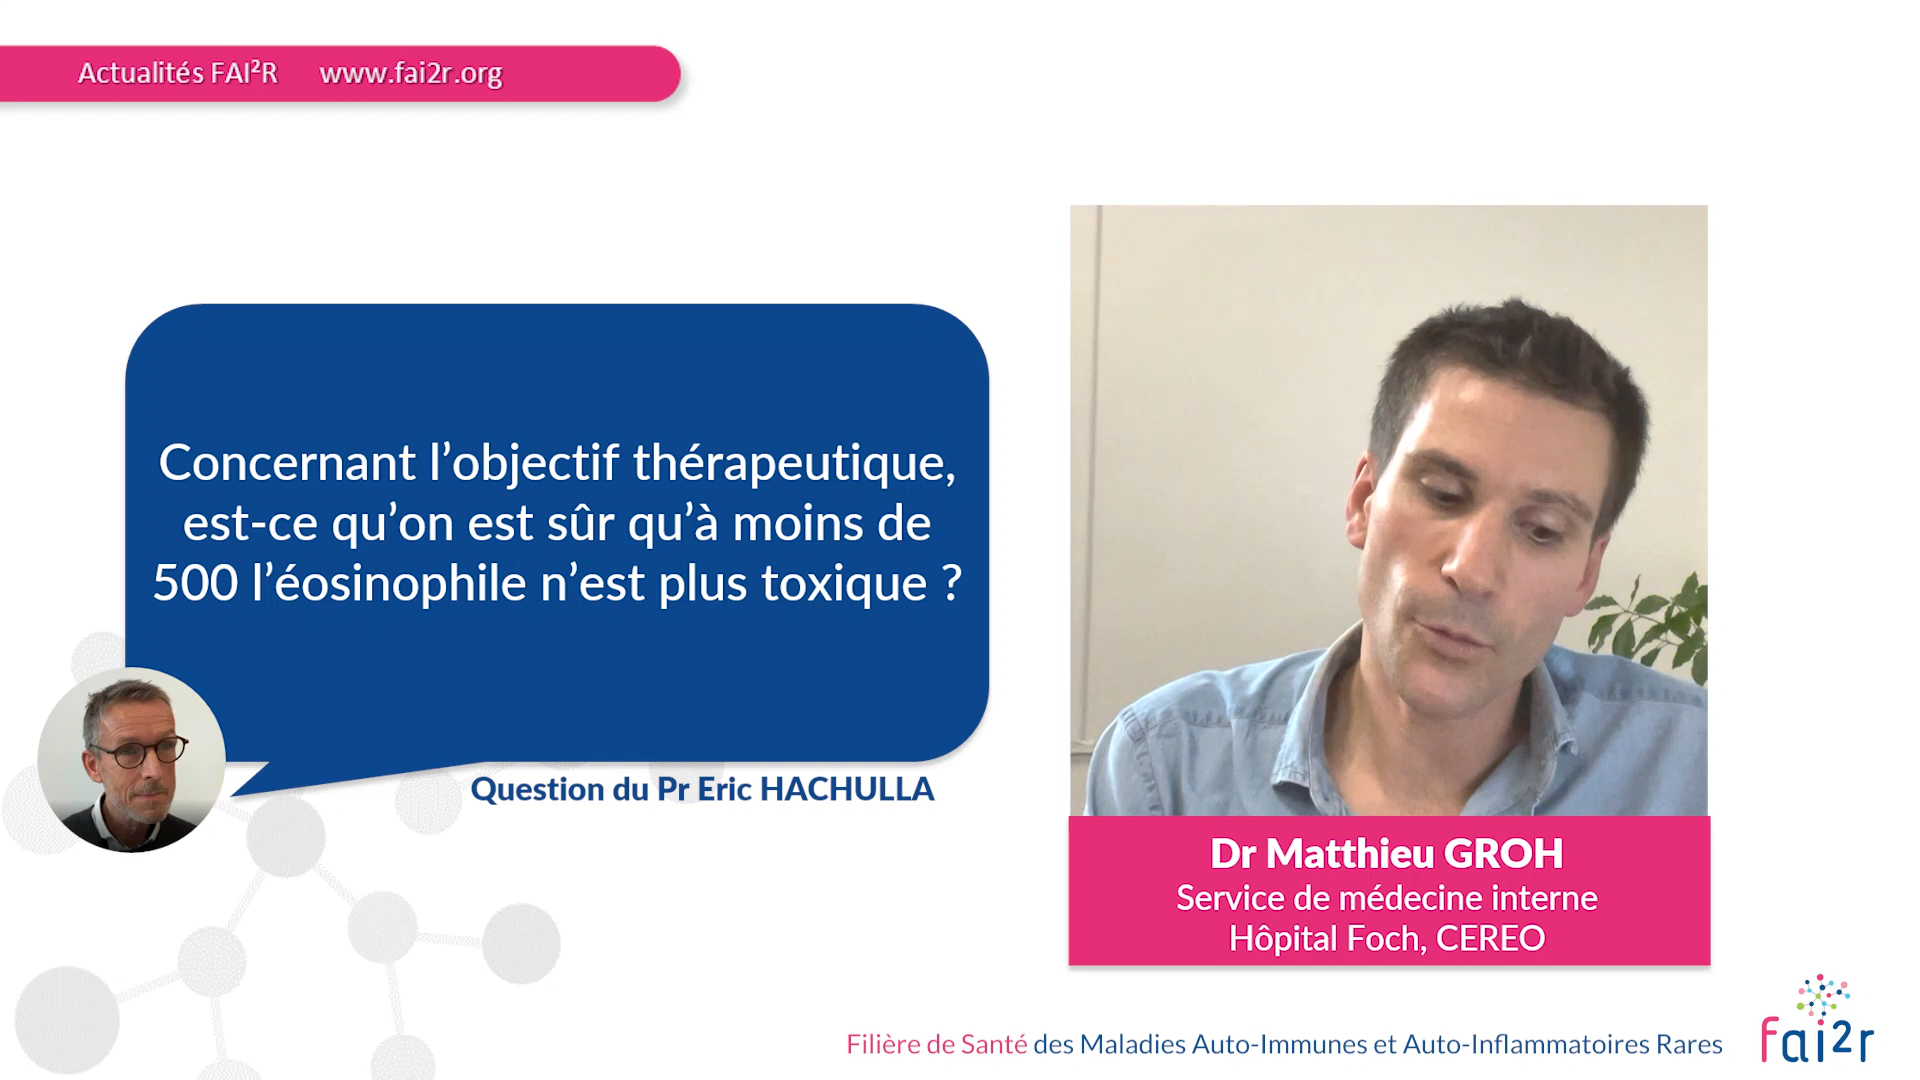 Actualités FAI²R www.fai2r.org
Concernant l’objectif thérapeutique,
est-ce qu’on est sûr qu’à moins de
500 l’éosinophile n’est plus toxique ?
Question du Pr Eric HACHULLA
Dr Matthieu GROH
Service de médecine interne
Hôpital Foch, CEREO
Filière de Santé des Maladies Auto-Immunes et Auto-Inflammatoires Rares
fai2r